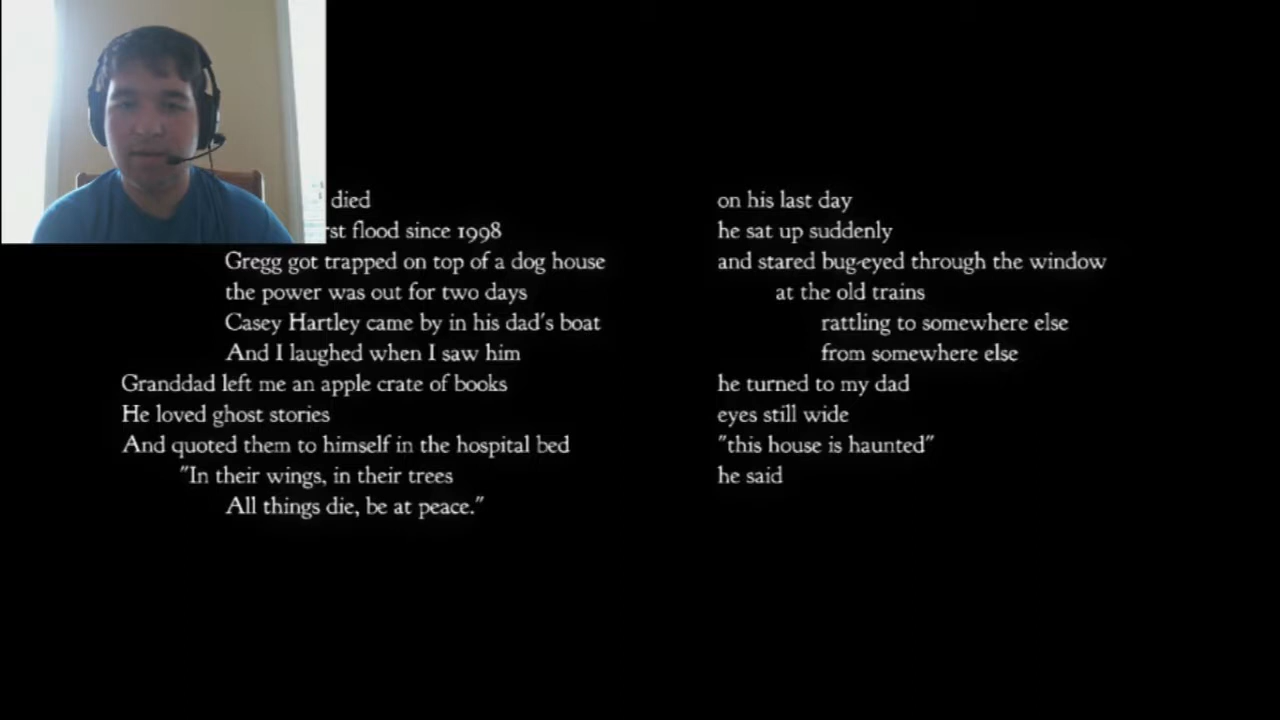 died
rst flood since 1998
Gregg got trapped on top of a dog house
the power was out for two days
Casey Hartley came by in his dad's boat
And I laughed when I saw him
Granddad left me an apple crate of books
He loved ghost stories
And quoted them to himself in the hospital bed
"In their wings, in their trees
All things die, be at peace."
on his last day
he sat up suddenly
and stared bug-eyed through the window
at the old trains
rattling to somewhere else
from somewhere else
he turned to my dad
eyes still wide
"this house is haunted"
he said